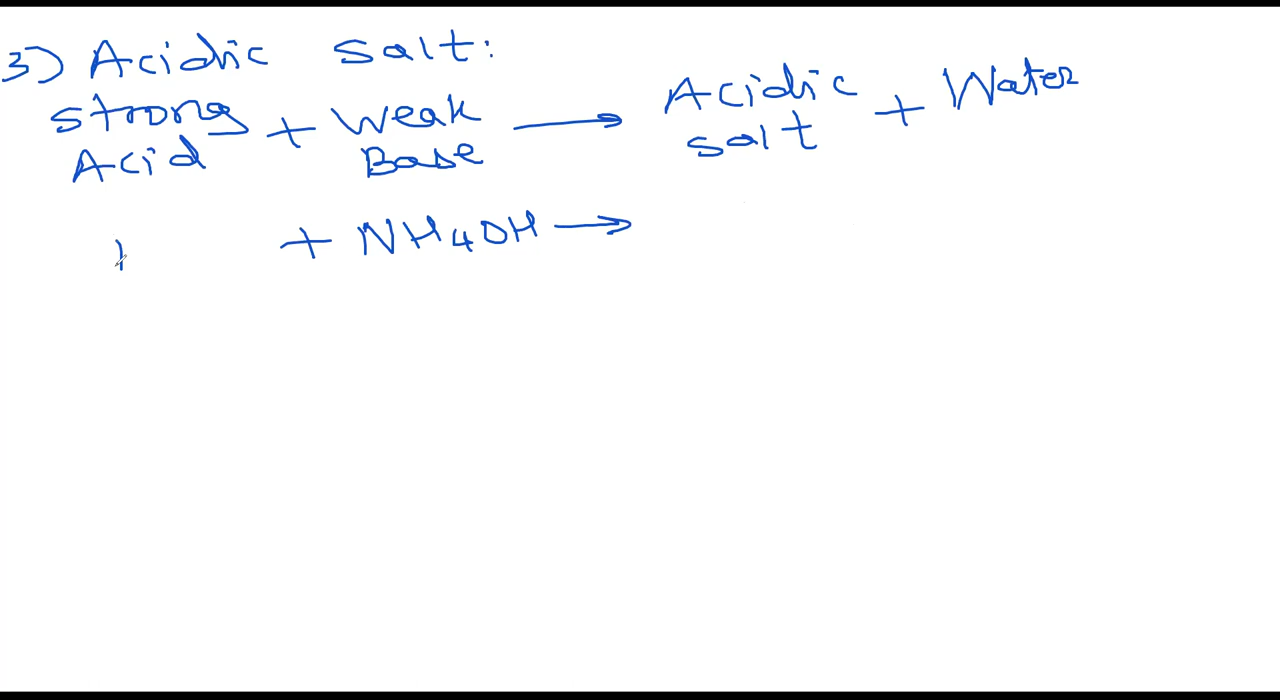 3) Acidic salt:
strong Acid + Weak Base → Acidic salt + Water
+ NH4OH →